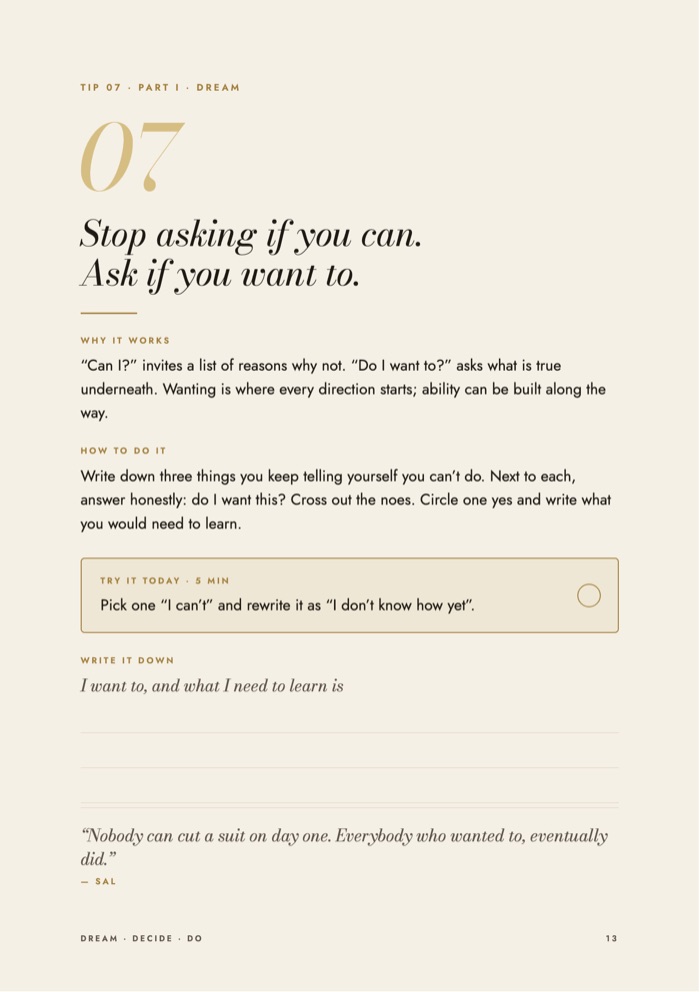 TIP 07 · PART I · DREAM
07
Stop asking if you can.
Ask if you want to.
WHY IT WORKS
“Can I?” invites a list of reasons why not. “Do I want to?” asks what is true
underneath. Wanting is where every direction starts; ability can be built along the
way.
HOW TO DO IT
Write down three things you keep telling yourself you can’t do. Next to each,
answer honestly: do I want this? Cross out the noes. Circle one yes and write what
you would need to learn.
TRY IT TODAY · 5 MIN
Pick one “I can’t” and rewrite it as “I don’t know how yet”.
WRITE IT DOWN
I want to, and what I need to learn is
“Nobody can cut a suit on day one. Everybody who wanted to, eventually
did.”
— SAL
DREAM · DECIDE · DO
13